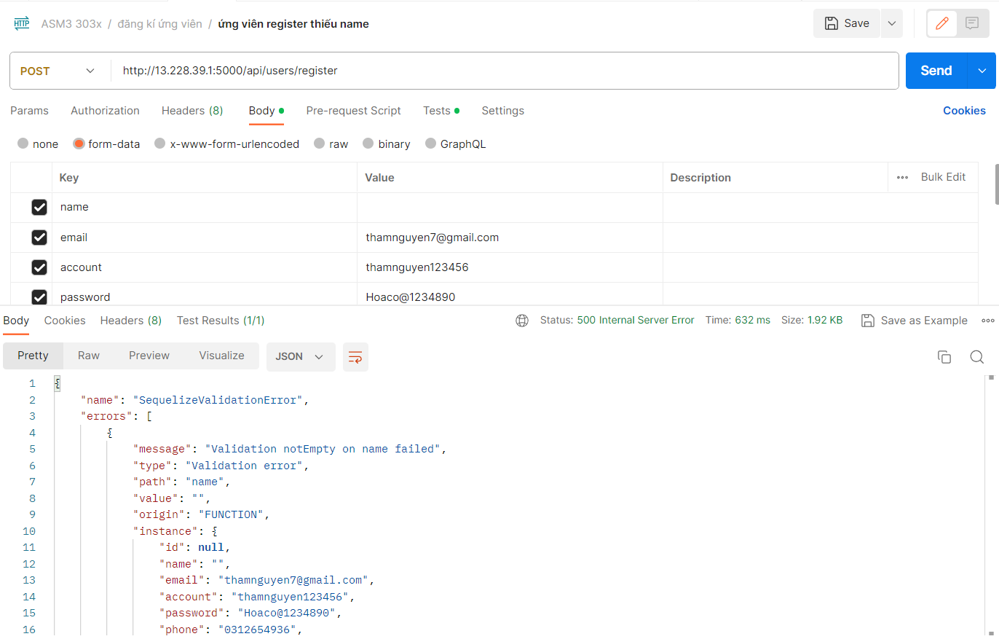 HTTP ASM3 303x / đăng kí ứng viên / ứng viên register thiếu name Save
POST http://13.228.39.1:5000/api/users/register Send
Params Authorization Headers (8) Body Pre-request Script Tests Settings Cookies
none form-data x-www-form-urlencoded raw binary GraphQL
Key Value Description ••• Bulk Edit
name
email thamnguyen7@gmail.com
account thamnguyen123456
password Hoaco@1234890
Body Cookies Headers (8) Test Results (1/1) Status: 500 Internal Server Error Time: 632 ms Size: 1.92 KB Save as Example
Pretty Raw Preview Visualize JSON
1 {
2 "name": "SequelizeValidationError",
3 "errors": [
4 {
5 "message": "Validation notEmpty on name failed",
6 "type": "Validation error",
7 "path": "name",
8 "value": "",
9 "origin": "FUNCTION",
10 "instance": {
11 "id": null,
12 "name": "",
13 "email": "thamnguyen7@gmail.com",
14 "account": "thamnguyen123456",
15 "password": "Hoaco@1234890",
16 "phone": "0312654936",